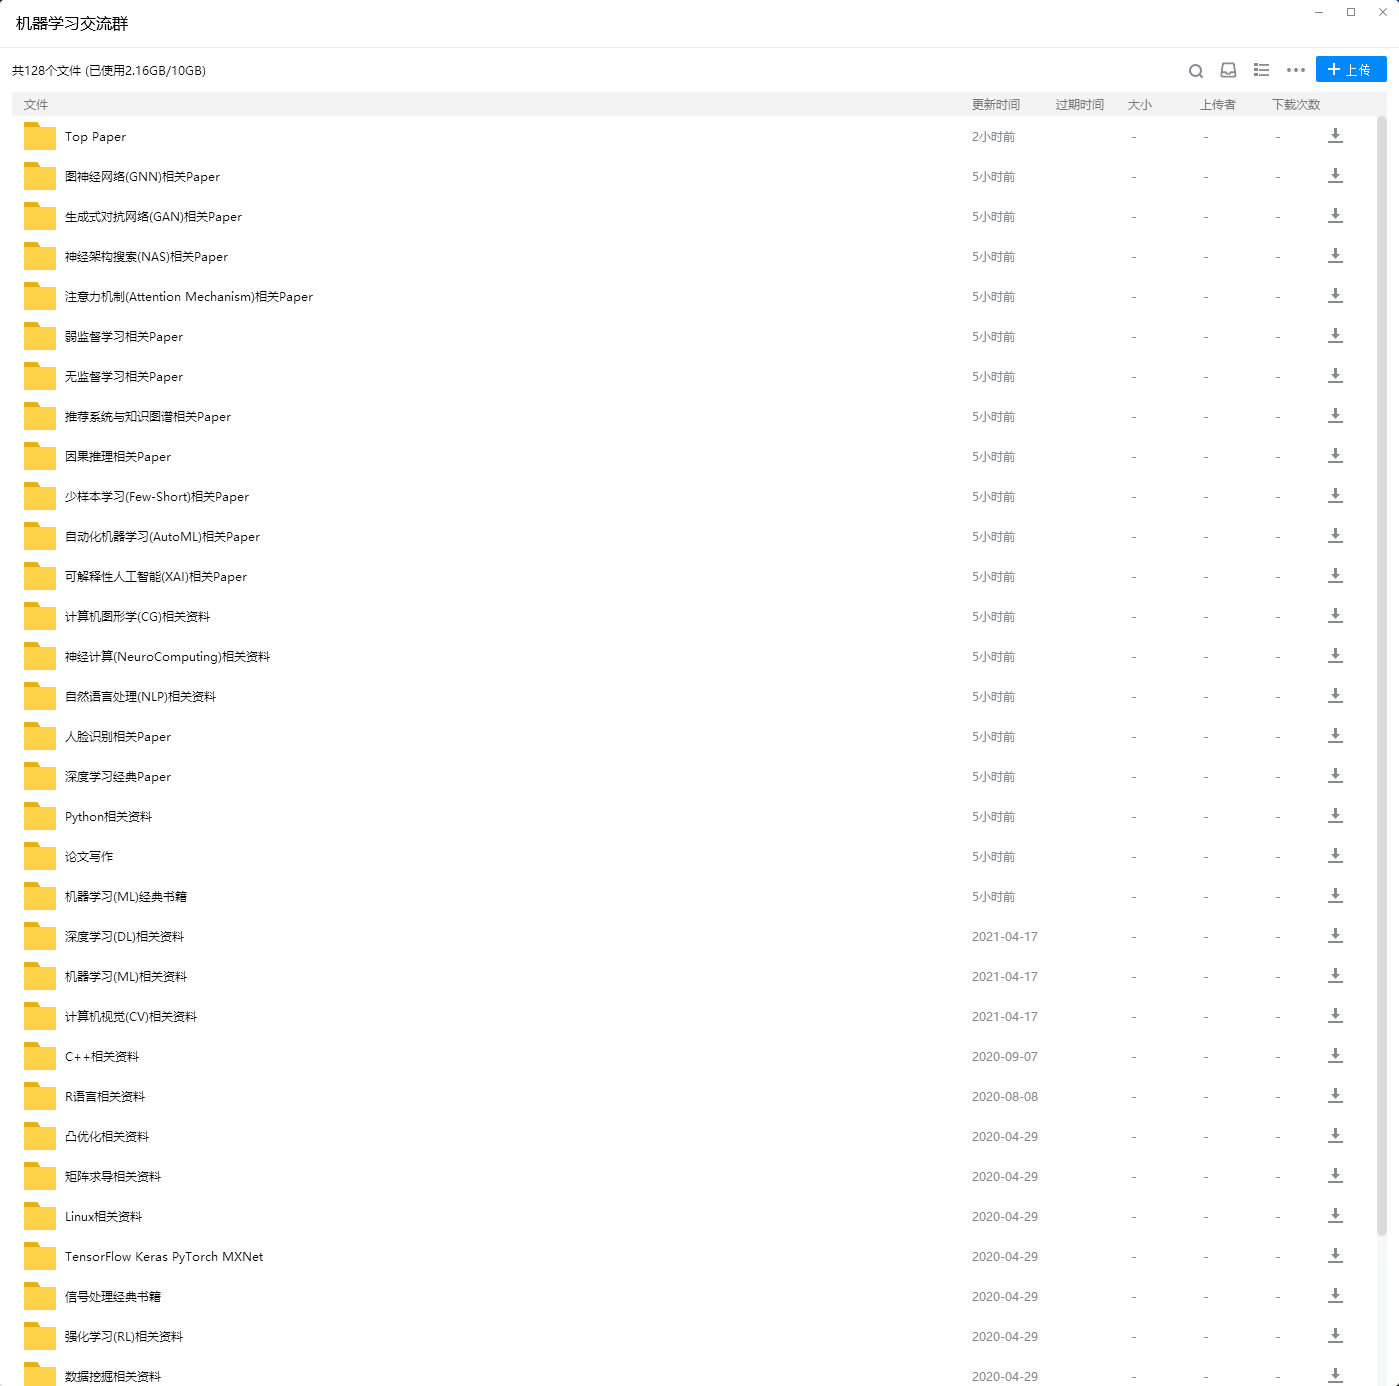 机器学习交流群
共128个文件 (已使用2.16GB/10GB)
上传
文件 更新时间 过期时间 大小 上传者 下载次数
Top Paper 2小时前 - - -
图神经网络(GNN)相关Paper 5小时前 - - -
生成式对抗网络(GAN)相关Paper 5小时前 - - -
神经架构搜索(NAS)相关Paper 5小时前 - - -
注意力机制(Attention Mechanism)相关Paper 5小时前 - - -
弱监督学习相关Paper 5小时前 - - -
无监督学习相关Paper 5小时前 - - -
推荐系统与知识图谱相关Paper 5小时前 - - -
因果推理相关Paper 5小时前 - - -
少样本学习(Few-Short)相关Paper 5小时前 - - -
自动化机器学习(AutoML)相关Paper 5小时前 - - -
可解释性人工智能(XAI)相关Paper 5小时前 - - -
计算机图形学(CG)相关资料 5小时前 - - -
神经计算(NeuroComputing)相关资料 5小时前 - - -
自然语言处理(NLP)相关资料 5小时前 - - -
人脸识别相关Paper 5小时前 - - -
深度学习经典Paper 5小时前 - - -
Python相关资料 5小时前 - - -
论文写作 5小时前 - - -
机器学习(ML)经典书籍 5小时前 - - -
深度学习(DL)相关资料 2021-04-17 - - -
机器学习(ML)相关资料 2021-04-17 - - -
计算机视觉(CV)相关资料 2021-04-17 - - -
C++相关资料 2020-09-07 - - -
R语言相关资料 2020-08-08 - - -
凸优化相关资料 2020-04-29 - - -
矩阵求导相关资料 2020-04-29 - - -
Linux相关资料 2020-04-29 - - -
TensorFlow Keras PyTorch MXNet 2020-04-29 - - -
信号处理经典书籍 2020-04-29 - - -
强化学习(RL)相关资料 2020-04-29 - - -
数据挖掘相关资料 2020-04-29 - - -